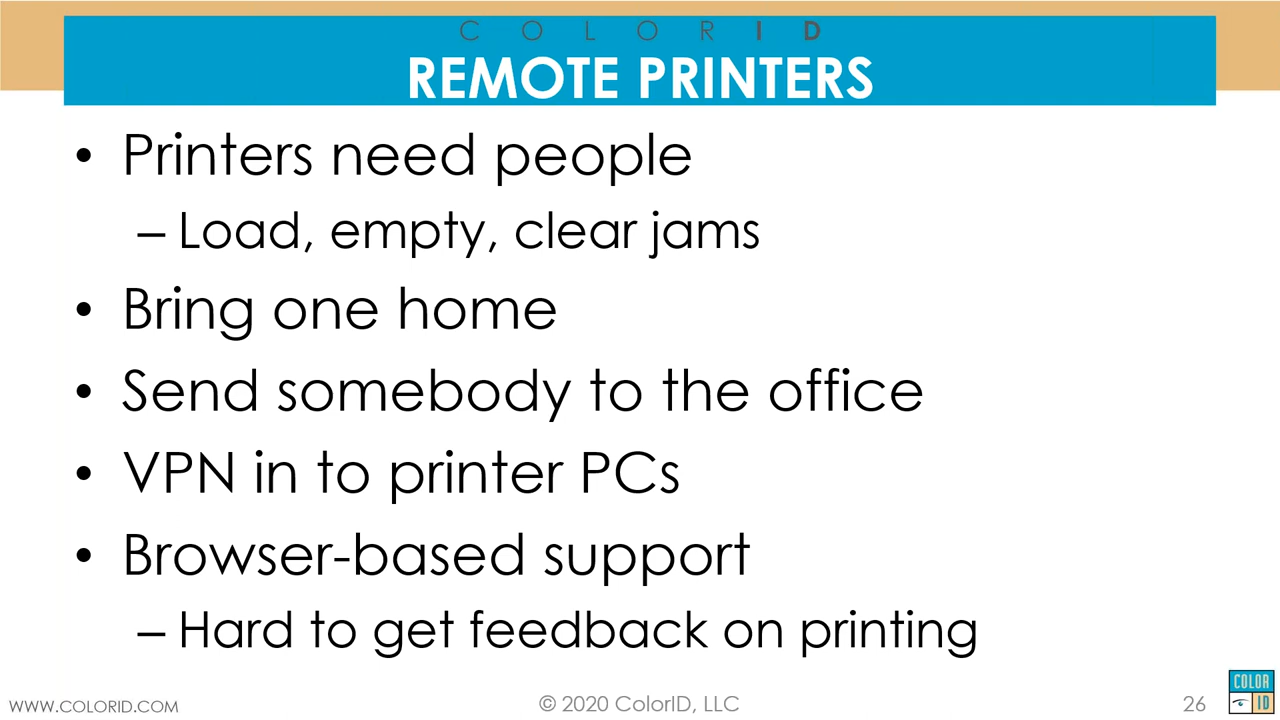 COLORID
REMOTE PRINTERS
• Printers need people
– Load, empty, clear jams
• Bring one home
• Send somebody to the office
• VPN in to printer PCs
• Browser-based support
– Hard to get feedback on printing
WWW.COLORID.COM
© 2020 ColorID, LLC
26
COLOR
ID